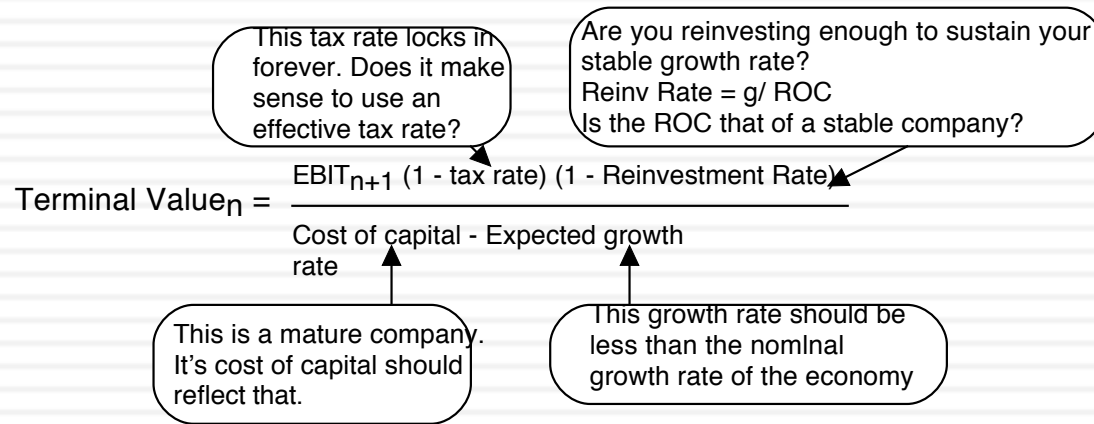 This tax rate locks in
forever. Does it make
sense to use an
effective tax rate?
Are you reinvesting enough to sustain your
stable growth rate?
Reinv Rate = g/ ROC
Is the ROC that of a stable company?
Terminal Valuen =
EBITn+1 (1 - tax rate) (1 - Reinvestment Rate)
Cost of capital - Expected growth
rate
This is a mature company.
It's cost of capital should
reflect that.
This growth rate should be
less than the nomInal
growth rate of the economy